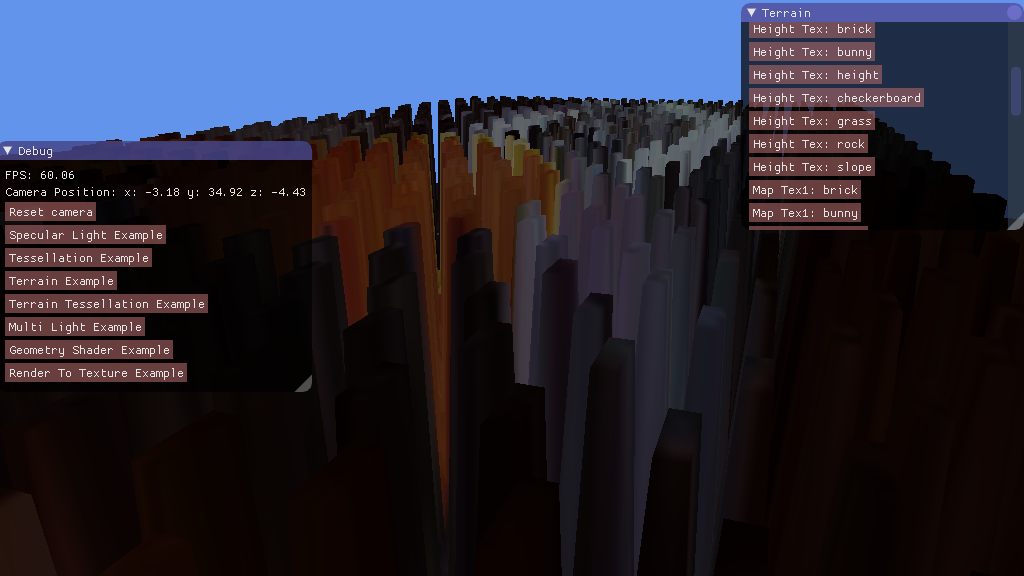 Terrain
Height Tex: brick
Height Tex: bunny
Height Tex: height
Height Tex: checkerboard
Height Tex: grass
Height Tex: rock
Height Tex: slope
Map Tex1: brick
Map Tex1: bunny
Debug
FPS: 60.06
Camera Position: x: -3.18 y: 34.92 z: -4.43
Reset camera
Specular Light Example
Tessellation Example
Terrain Example
Terrain Tessellation Example
Multi Light Example
Geometry Shader Example
Render To Texture Example